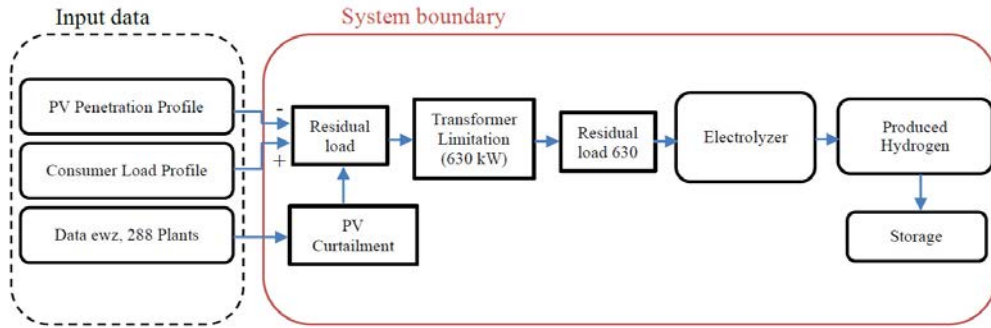 Input data
System boundary
PV Penetration Profile
Consumer Load Profile
Data ewz, 288 Plants
-
+
Residual
load
PV
Curtailment
Transformer
Limitation
(630 kW)
Residual
load 630
Electrolyzer
Produced
Hydrogen
Storage